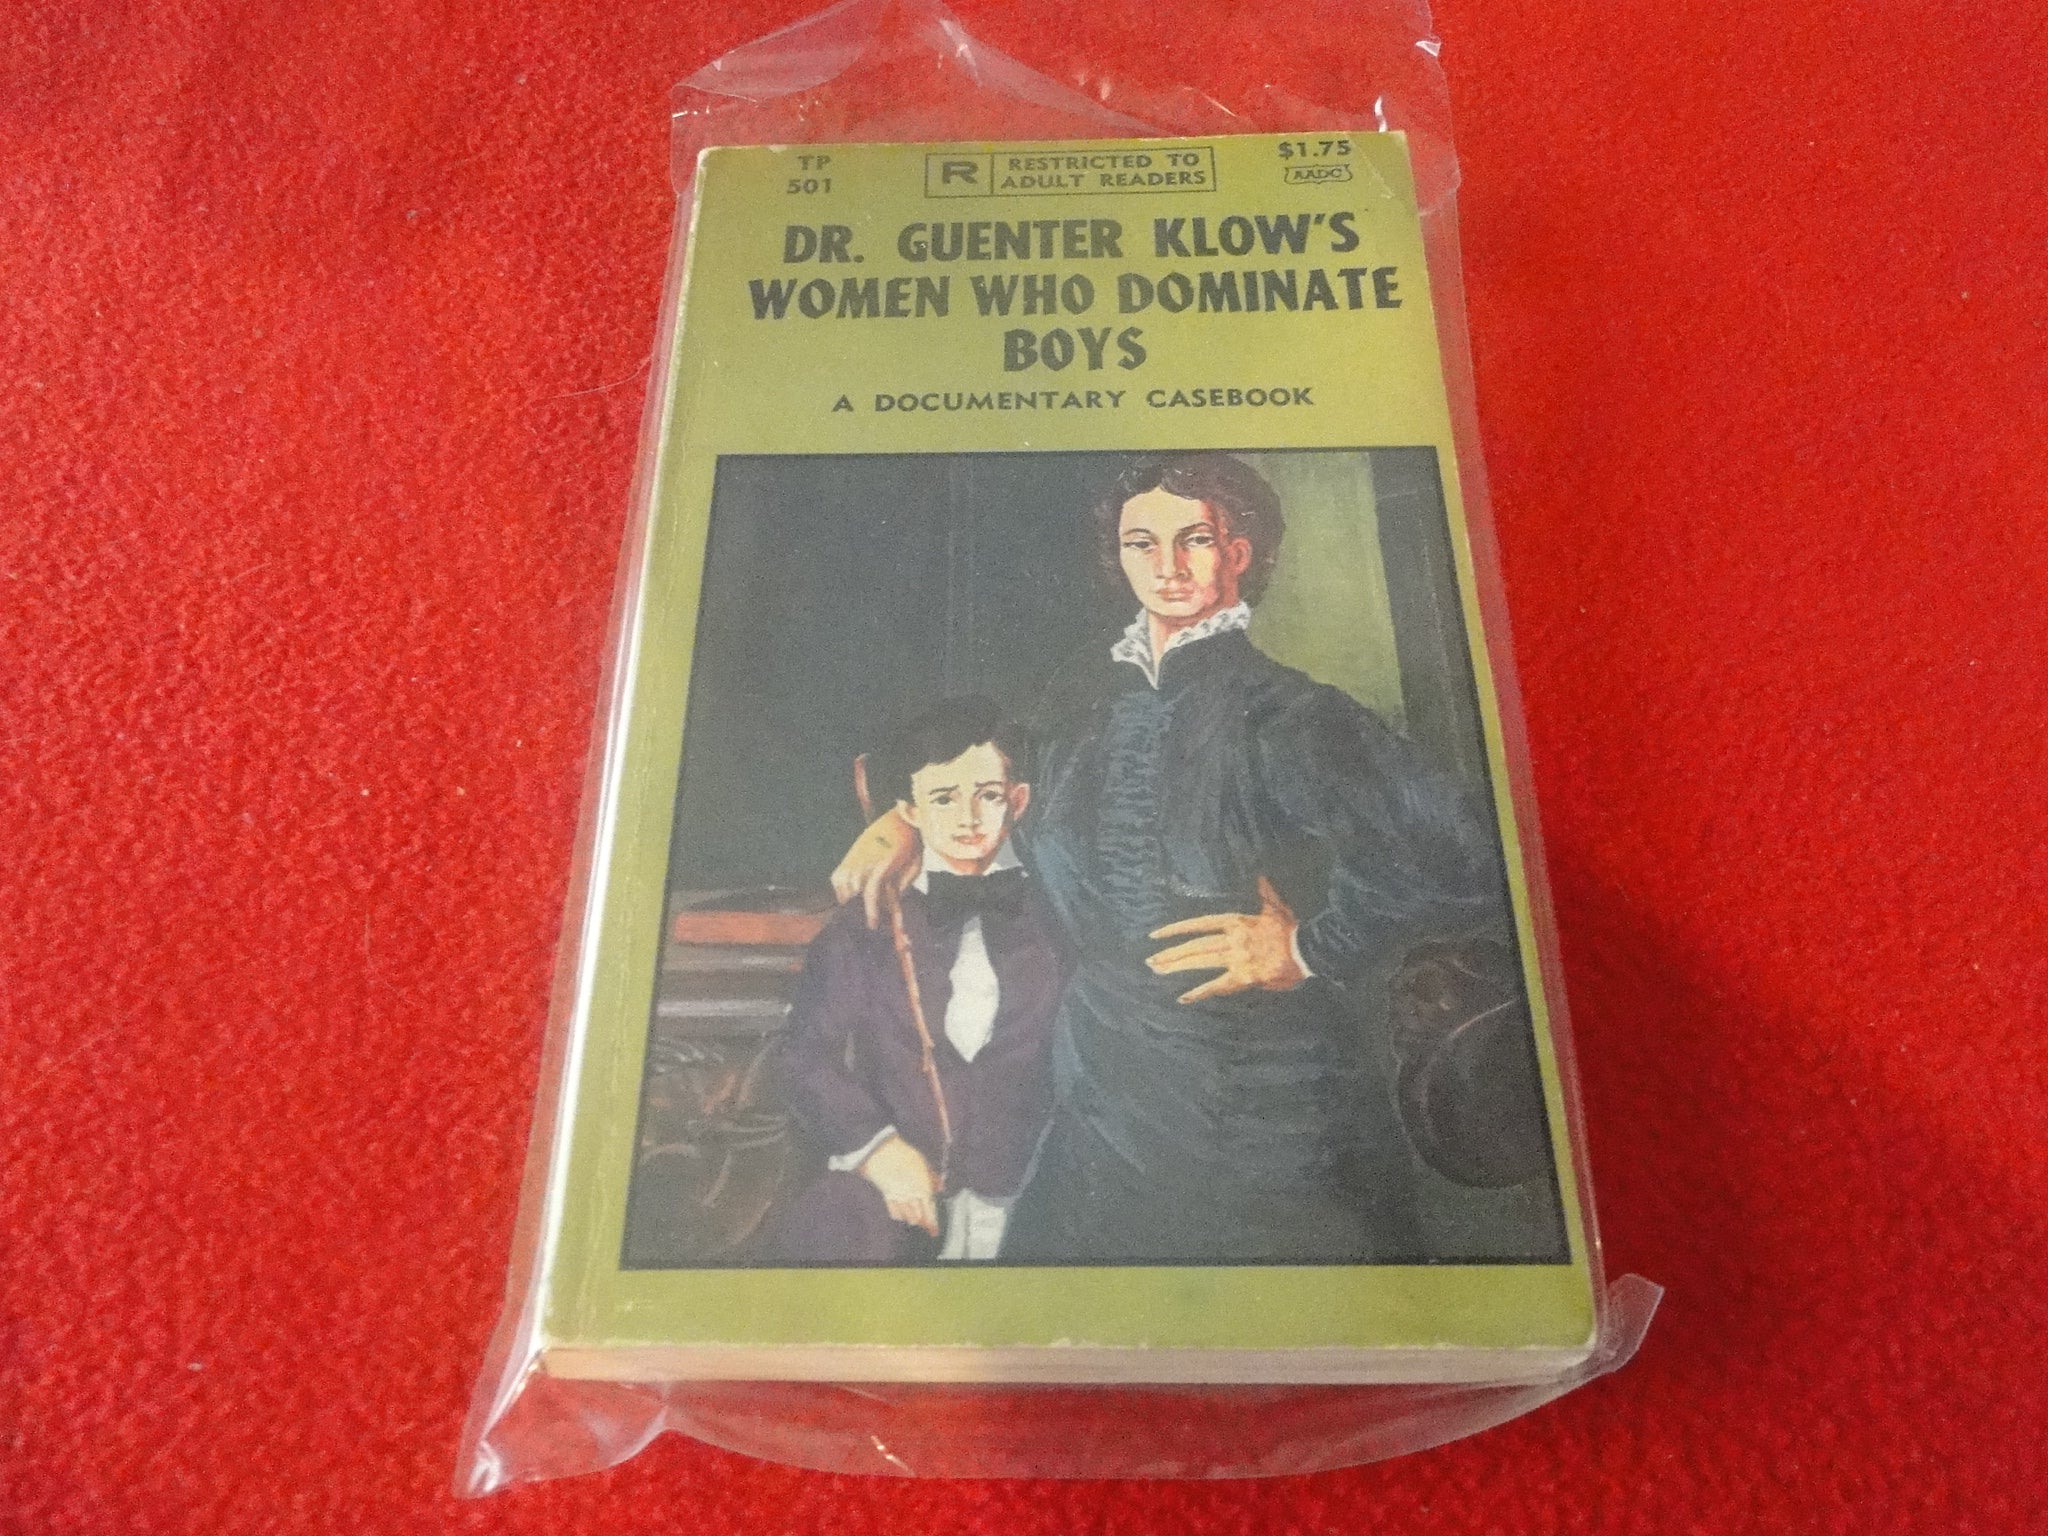 TP
501
R
RESTRICTED TO
ADULT READERS
$1.75
AADC
DR. GUENTER KLOW'S
WOMEN WHO DOMINATE
BOYS
A DOCUMENTARY CASEBOOK